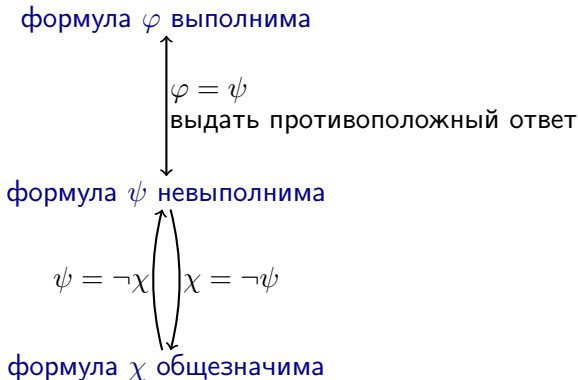 формула φ выполнима
φ = ψ
выдать противоположный ответ
формула ψ невыполнима
ψ = ¬χ χ = ¬ψ
формула χ общезначима